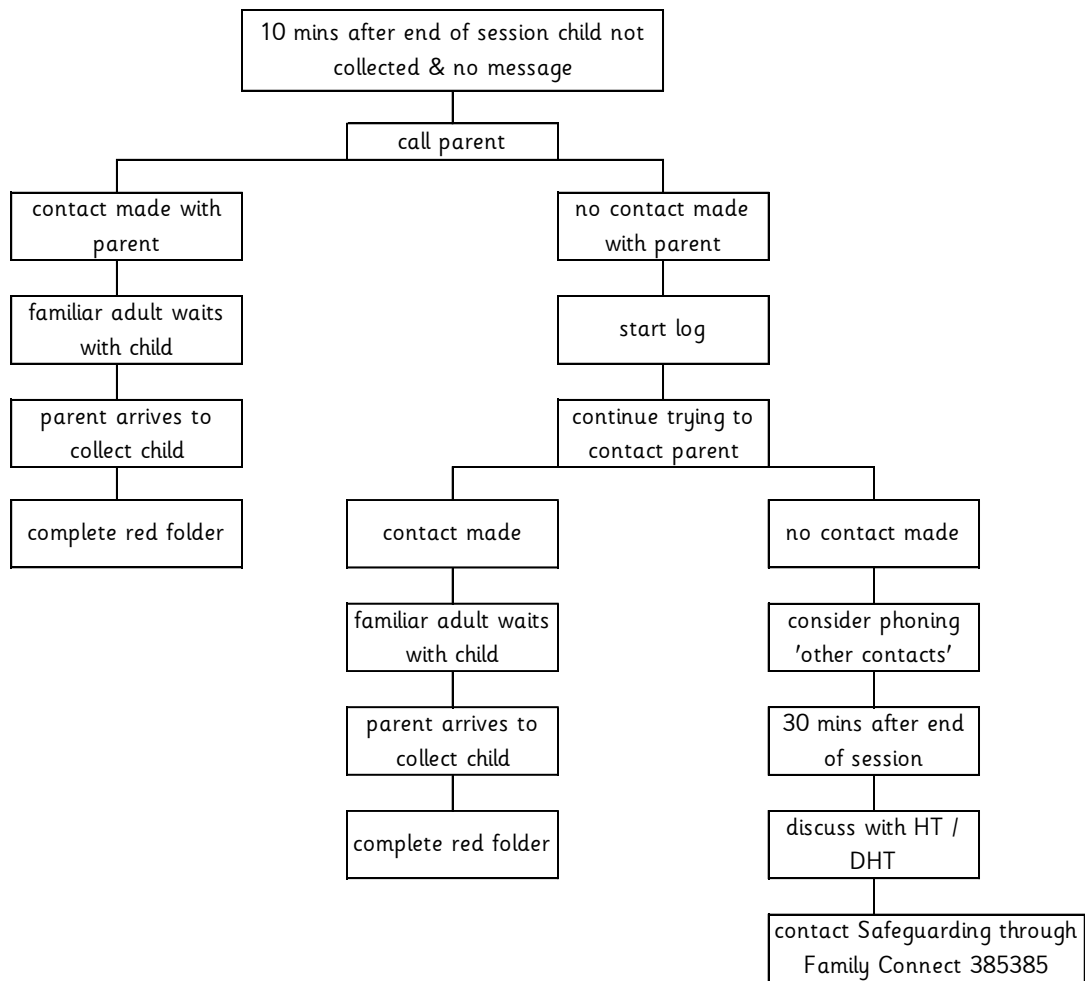 10 mins after end of session child not
collected & no message
call parent
contact made with
parent
no contact made
with parent
familiar adult waits
with child
start log
parent arrives to
collect child
continue trying to
contact parent
complete red folder
contact made
no contact made
familiar adult waits
with child
consider phoning
'other contacts'
parent arrives to
collect child
30 mins after end
of session
complete red folder
discuss with HT /
DHT
contact Safeguarding through
Family Connect 385385